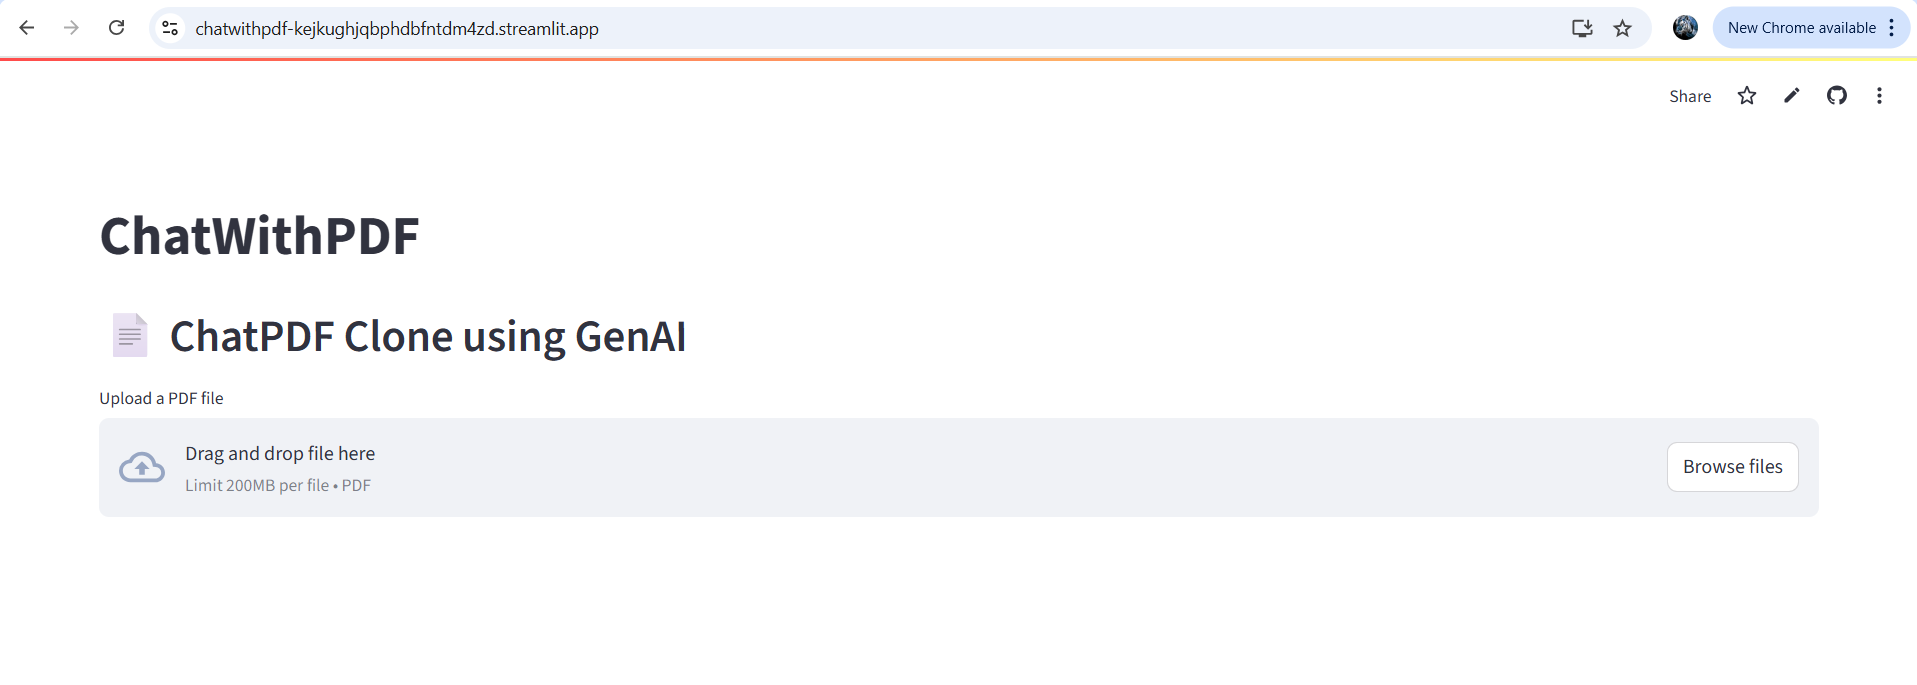 chatwithpdf-kejkughjqbphdbfntdm4zd.streamlit.app
New Chrome available
Share
ChatWithPDF
ChatPDF Clone using GenAI
Upload a PDF file
Drag and drop file here
Limit 200MB per file • PDF
Browse files